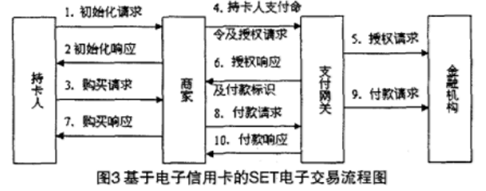 持卡人
1. 初始化请求
2 初始化响应
3. 购买请求
7. 购买响应
商家
4. 持卡人支付命
令及授权请求
6. 授权响应
及付款标识
8. 付款请求
10. 付款响应
支付网关
5. 授权请求
9. 付款请求
金融机构
图3 基于电子信用卡的SET电子交易流程图